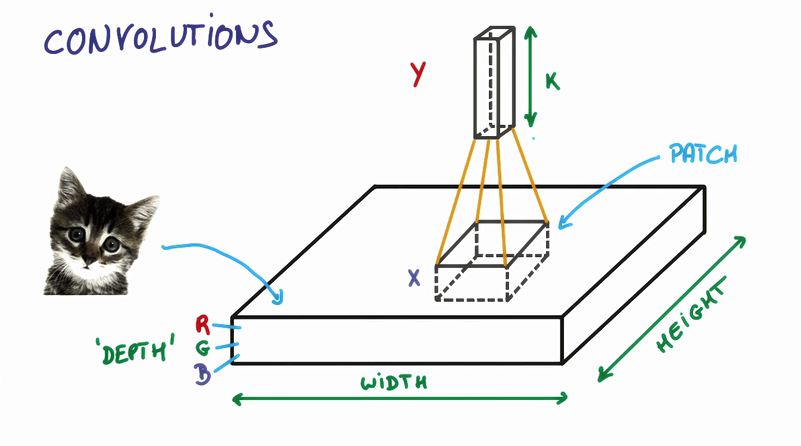 CONVOLUTIONS
Y
K
PATCH
X
R
'DEPTH'
G
B
HEIGHT
WIDTH